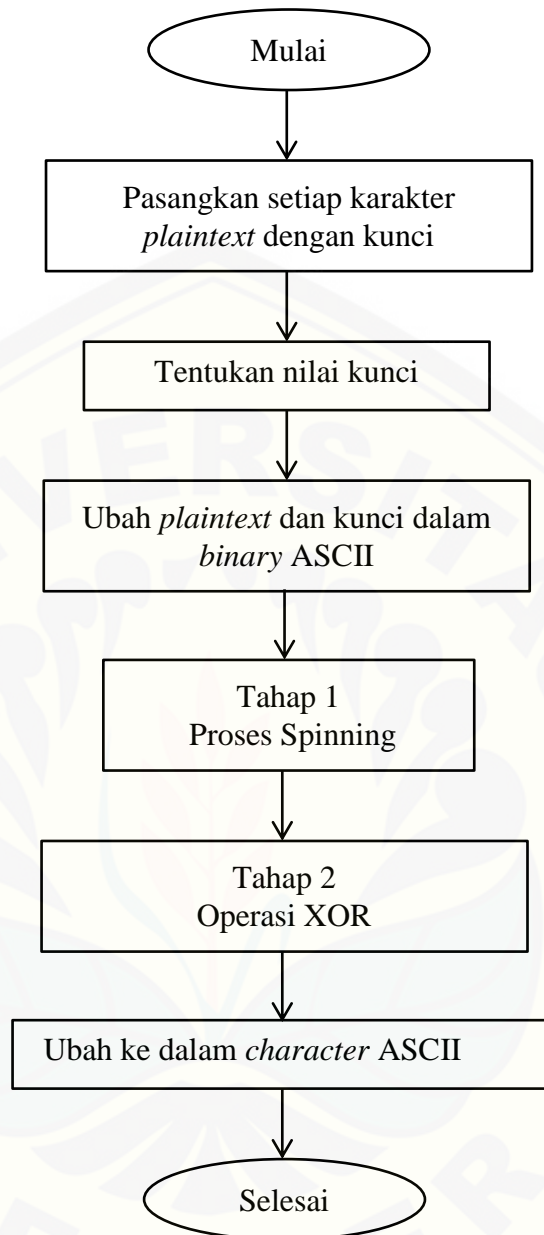 Mulai
Pasangkan setiap karakter
plaintext dengan kunci
Tentukan nilai kunci
Ubah plaintext dan kunci dalam
binary ASCII
Tahap 1
Proses Spinning
Tahap 2
Operasi XOR
Ubah ke dalam character ASCII
Selesai